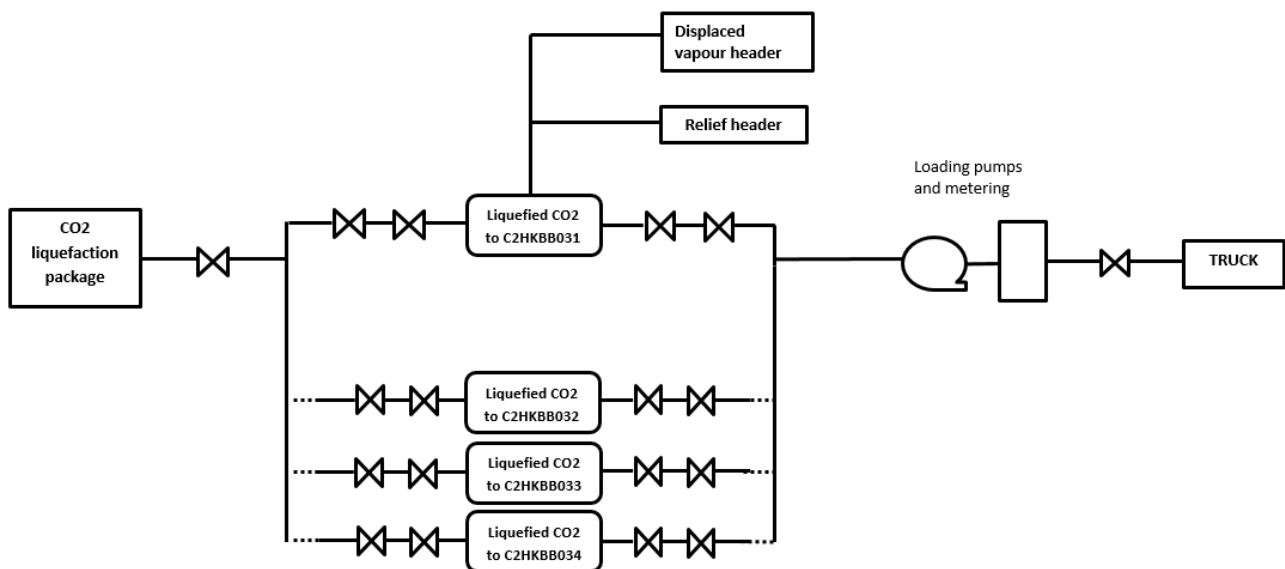 Displaced
vapour header
Relief header
Loading pumps
and metering
CO2
liquefaction
package
Liquefied CO2
to C2HKBB031
TRUCK
Liquefied CO2
to C2HKBB032
Liquefied CO2
to C2HKBB033
Liquefied CO2
to C2HKBB034